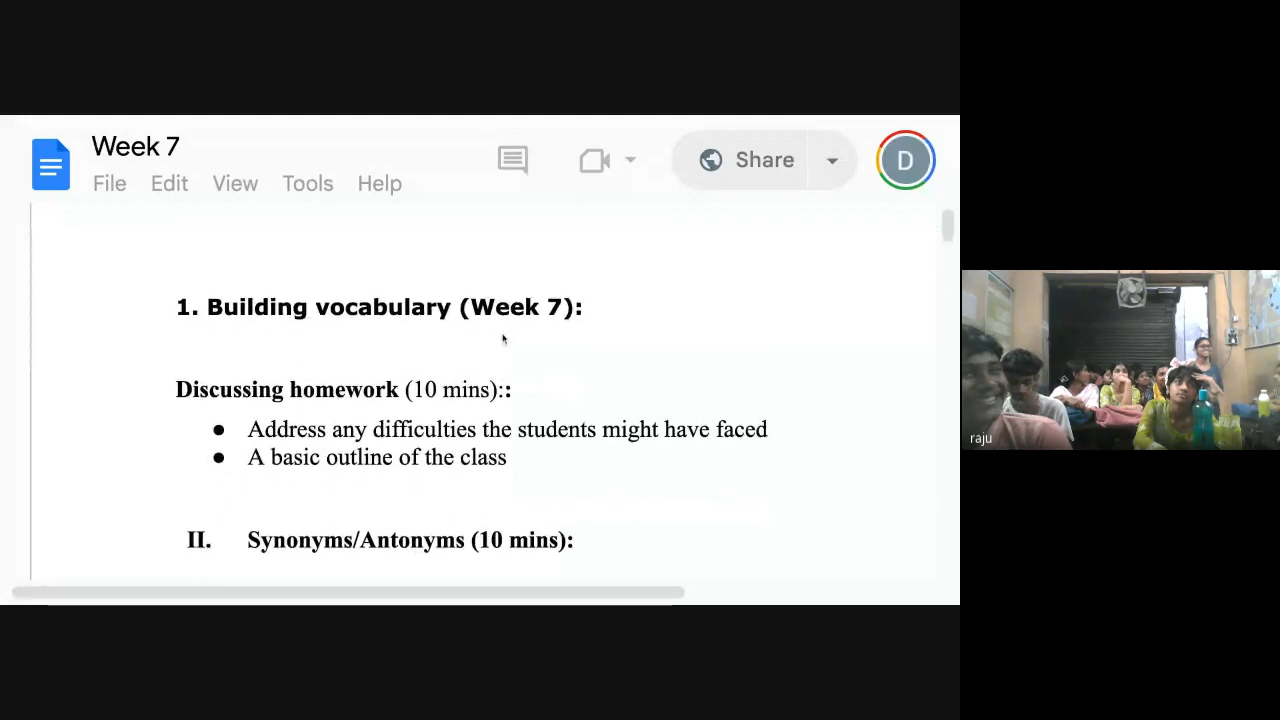 Week 7
File Edit View Tools Help
Share
D
1. Building vocabulary (Week 7):
Discussing homework (10 mins)::
● Address any difficulties the students might have faced
● A basic outline of the class
II. Synonyms/Antonyms (10 mins):
raju